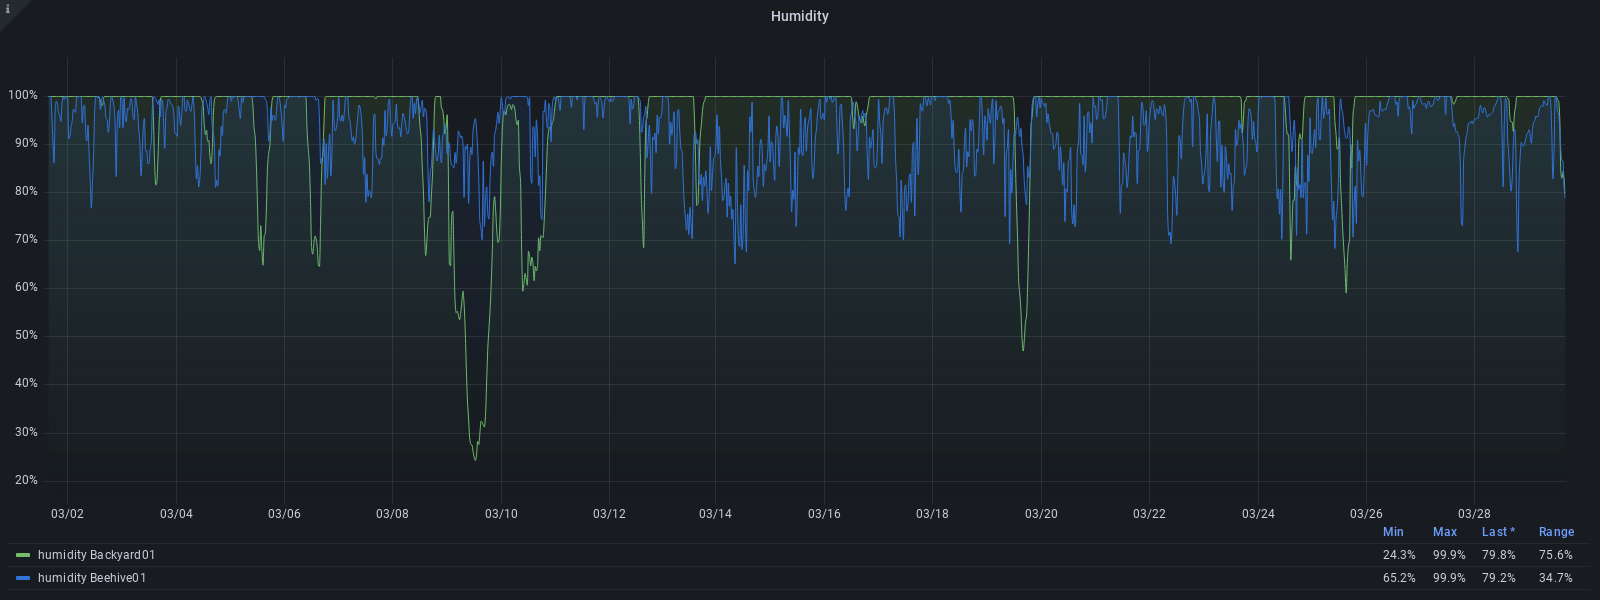 i
Humidity
100%
90%
80%
70%
60%
50%
40%
30%
20%
03/02 03/04 03/06 03/08 03/10 03/12 03/14 03/16 03/18 03/20 03/22 03/24 03/26 03/28
Min Max Last * Range
humidity Backyard01 24.3% 99.9% 79.8% 75.6%
humidity Beehive01 65.2% 99.9% 79.2% 34.7%